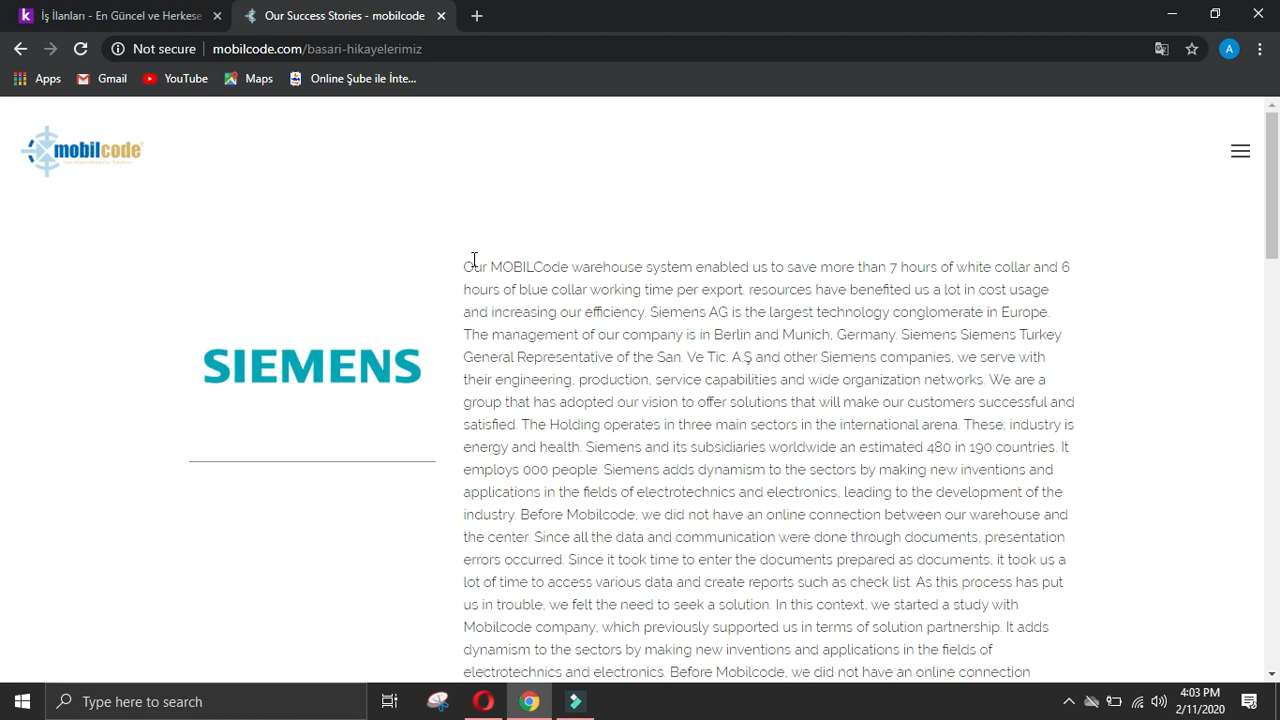 İş İlanları - En Güncel ve Herkese
Our Success Stories - mobilcode
Not secure
mobilcode.com/basari-hikayelerimiz
A
Apps
Gmail
YouTube
Maps
Online Şube ile İnte...
mobilcode
Our MOBILCode warehouse system enabled us to save more than 7 hours of white collar and 6
hours of blue collar working time per export. resources have benefited us a lot in cost usage
and increasing our efficiency. Siemens AG is the largest technology conglomerate in Europe.
The management of our company is in Berlin and Munich, Germany. Siemens Siemens Turkey
General Representative of the San. Ve Tic. A.Ş and other Siemens companies, we serve with
their engineering, production, service capabilities and wide organization networks. We are a
group that has adopted our vision to offer solutions that will make our customers successful and
satisfied. The Holding operates in three main sectors in the international arena. These; industry is
energy and health. Siemens and its subsidiaries worldwide an estimated 480 in 190 countries. It
employs 000 people. Siemens adds dynamism to the sectors by making new inventions and
applications in the fields of electrotechnics and electronics, leading to the development of the
industry. Before Mobilcode, we did not have an online connection between our warehouse and
the center. Since all the data and communication were done through documents, presentation
errors occurred. Since it took time to enter the documents prepared as documents, it took us a
lot of time to access various data and create reports such as check list. As this process has put
us in trouble, we felt the need to seek a solution. In this context, we started a study with
Mobilcode company, which previously supported us in terms of solution partnership. It adds
dynamism to the sectors by making new inventions and applications in the fields of
electrotechnics and electronics. Before Mobilcode, we did not have an online connection
SIEMENS
Type here to search
4:03 PM
2/11/2020